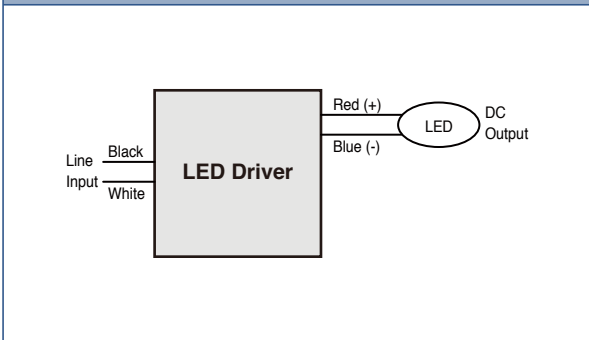 Line
Input
Black
White
LED Driver
Red (+)
Blue (-)
LED
DC
Output